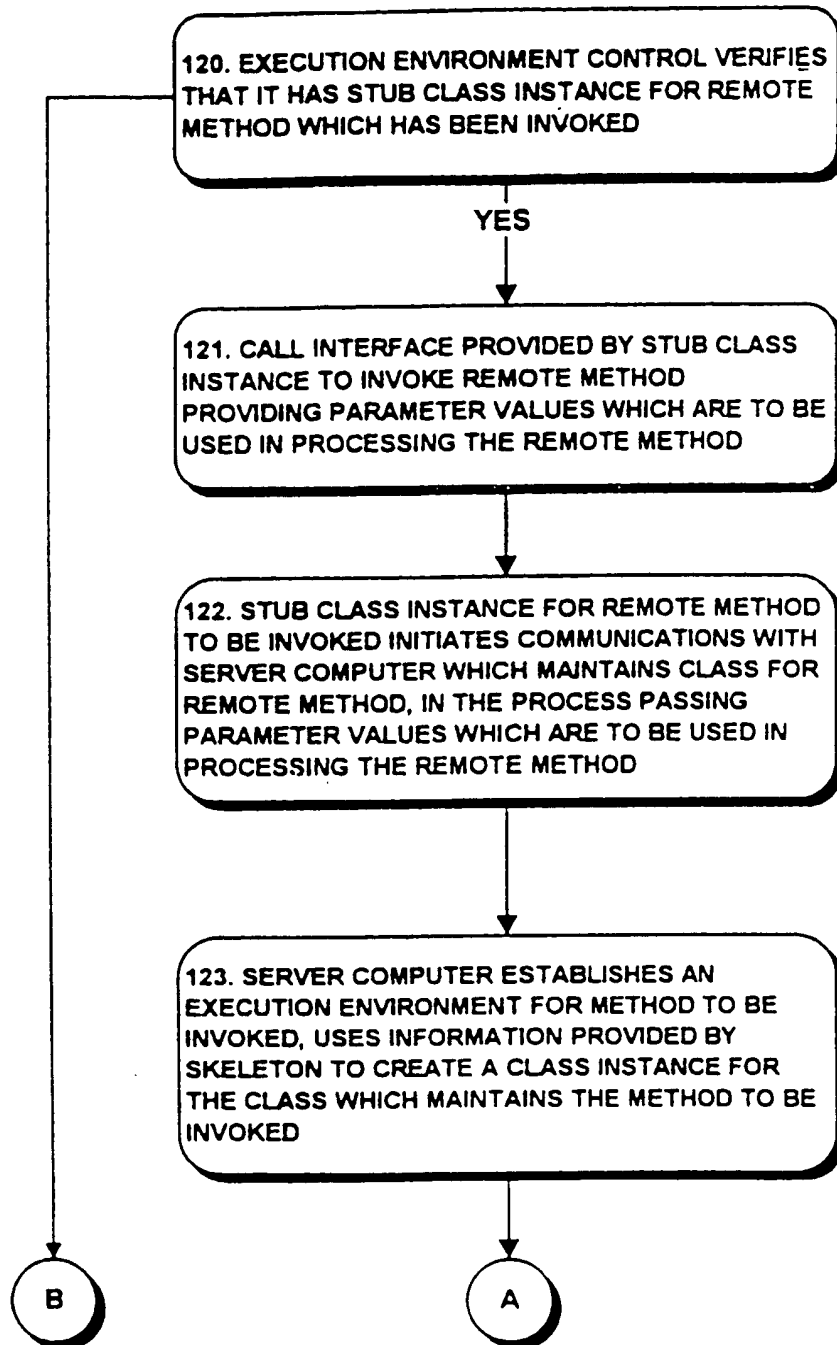 120. EXECUTION ENVIRONMENT CONTROL VERIFIES
THAT IT HAS STUB CLASS INSTANCE FOR REMOTE
METHOD WHICH HAS BEEN INVOKED
YES
121. CALL INTERFACE PROVIDED BY STUB CLASS
INSTANCE TO INVOKE REMOTE METHOD
PROVIDING PARAMETER VALUES WHICH ARE TO BE
USED IN PROCESSING THE REMOTE METHOD
122. STUB CLASS INSTANCE FOR REMOTE METHOD
TO BE INVOKED INITIATES COMMUNICATIONS WITH
SERVER COMPUTER WHICH MAINTAINS CLASS FOR
REMOTE METHOD, IN THE PROCESS PASSING
PARAMETER VALUES WHICH ARE TO BE USED IN
PROCESSING THE REMOTE METHOD
123. SERVER COMPUTER ESTABLISHES AN
EXECUTION ENVIRONMENT FOR METHOD TO BE
INVOKED, USES INFORMATION PROVIDED BY
SKELETON TO CREATE A CLASS INSTANCE FOR
THE CLASS WHICH MAINTAINS THE METHOD TO BE
INVOKED
B
A